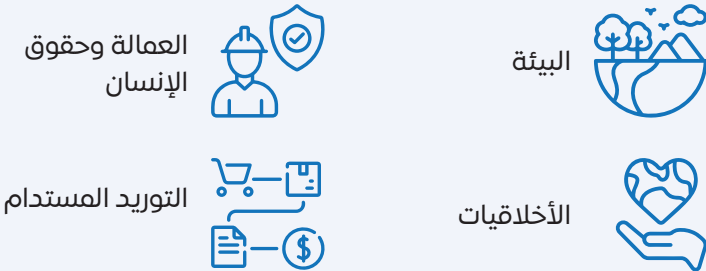 البيئة
العمالة وحقوق
الإنسان
الأخلاقيات
التوريد المستدام